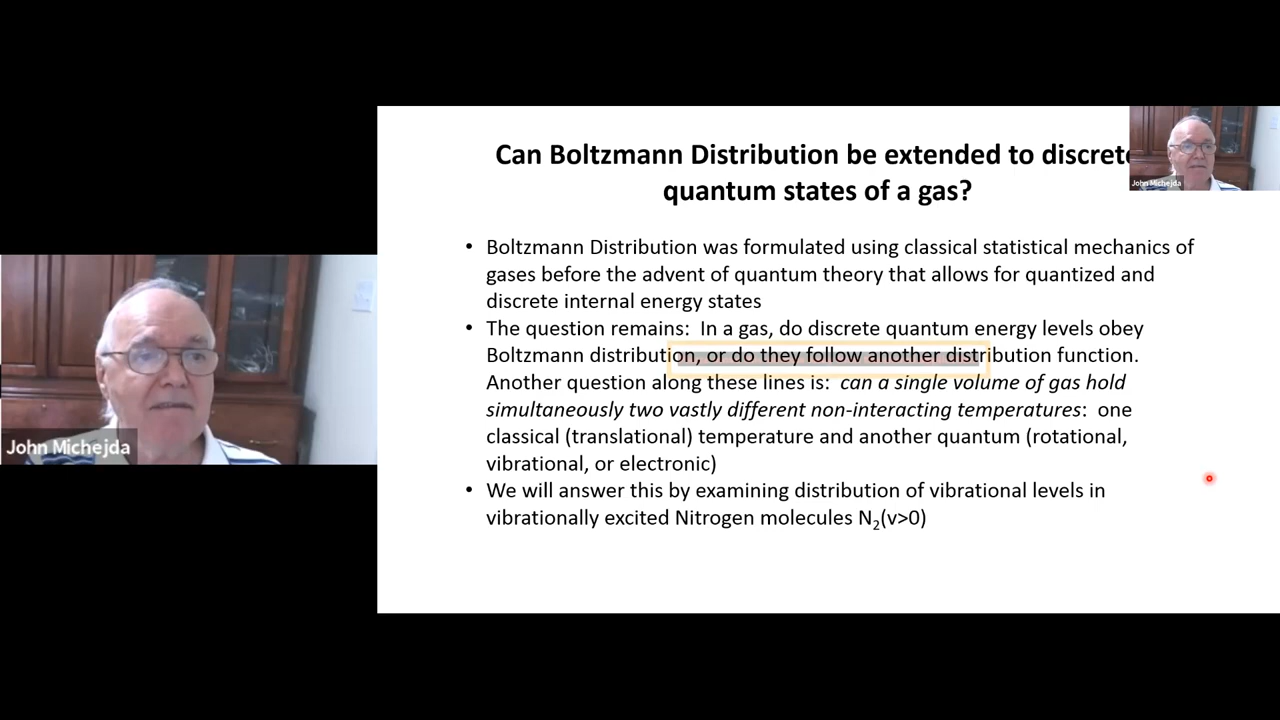 Can Boltzmann Distribution be extended to discrete
quantum states of a gas?
John Michejda
• Boltzmann Distribution was formulated using classical statistical mechanics of
gases before the advent of quantum theory that allows for quantized and
discrete internal energy states
• The question remains:  In a gas, do discrete quantum energy levels obey
Boltzmann distribution, or do they follow another distribution function.
Another question along these lines is:  can a single volume of gas hold
simultaneously two vastly different non-interacting temperatures:  one
classical (translational) temperature and another quantum (rotational,
vibrational, or electronic)
• We will answer this by examining distribution of vibrational levels in
vibrationally excited Nitrogen molecules N₂(v>0)
John Michejda